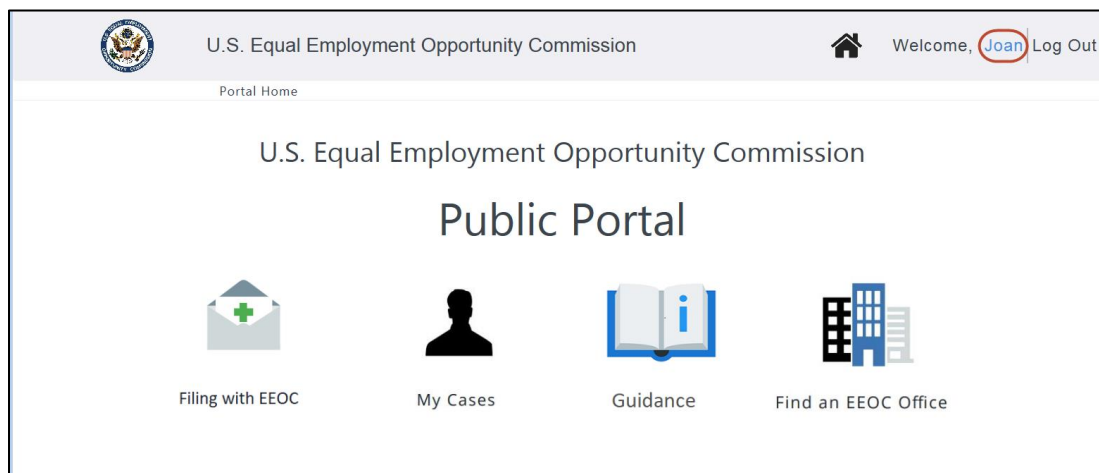 U.S. Equal Employment Opportunity Commission
Welcome, Joan Log Out
Portal Home
U.S. Equal Employment Opportunity Commission
Public Portal
i
Filing with EEOC
My Cases
Guidance
Find an EEOC Office